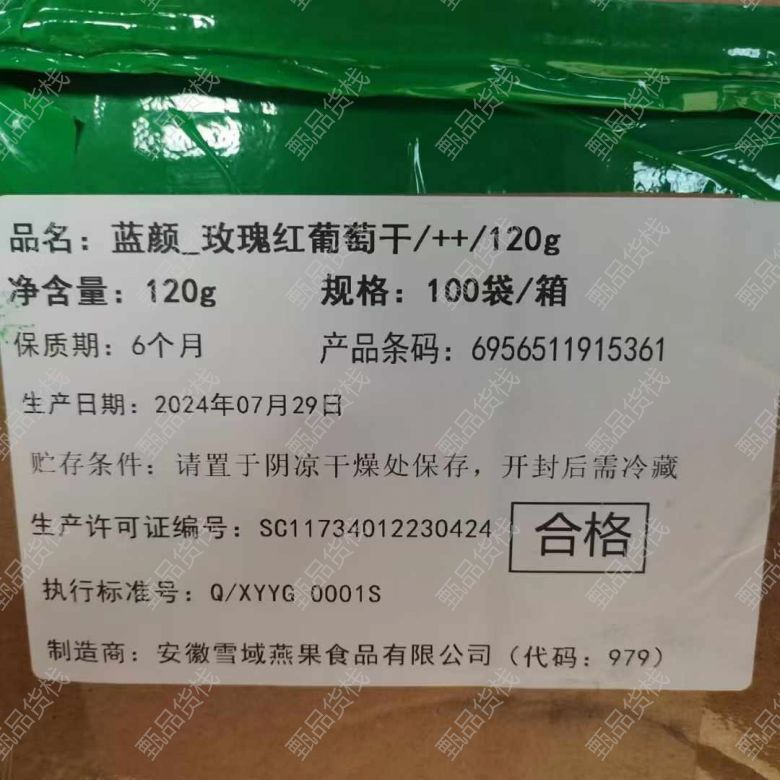 品名：蓝颜_玫瑰红葡萄干/++/120g
净含量：120g 规格：100袋/箱
保质期：6个月 产品条码：6956511915361
生产日期：2024年07月29日
贮存条件：请置于阴凉干燥处保存，开封后需冷藏
生产许可证编号：SC11734012230424 合格
执行标准号：Q/XYYG 0001S
制造商：安徽雪域燕果食品有限公司（代码：979）
甄品货栈